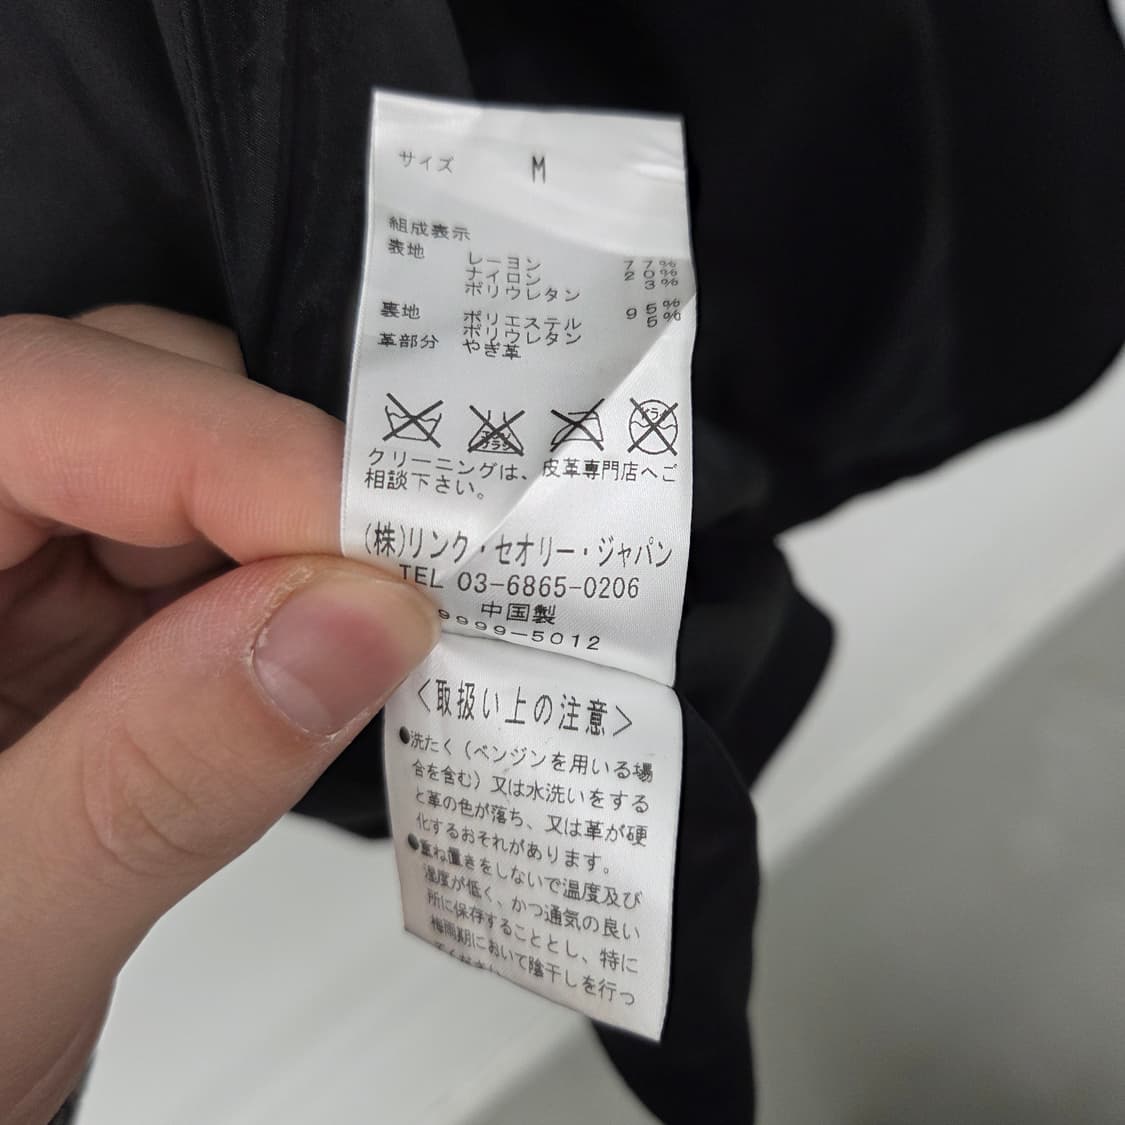 サイズ M
組成表示
表地 レーヨン 77%
ナイロン 20%
ポリウレタン 3%
裏地 ポリエステル 95%
ポリウレタン 5%
革部分 やぎ革
クリーニングは、皮革専門店へご
相談下さい。
(株)リンク・セオリー・ジャパン
TEL 03-6865-0206
中国製
9999-5012
<取扱い上の注意>
●洗たく(ベンジンを用いる場
合を含む)又は水洗いをする
と革の色が落ち、又は革が硬
化するおそれがあります。
●重ね置きをしないで温度及び
湿度が低く、かつ通気の良い
所に保存することとし、特に
梅雨期において陰干しを行っ
てください